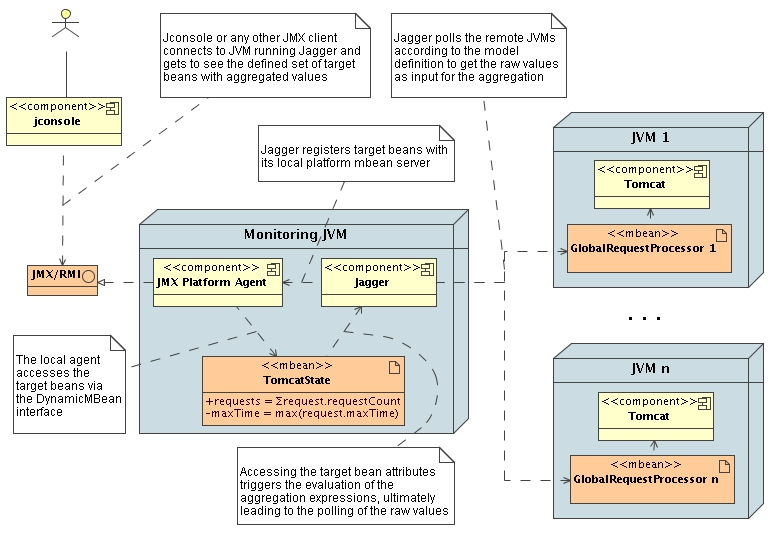 Jconsole or any other JMX client
connects to JVM running Jagger and
gets to see the defined set of target
beans with aggregated values
Jagger polls the remote JVMs
according to the model
definition to get the raw values
as input for the aggregation
<<component>>
jconsole
Jagger registers target beans with
its local platform mbean server
JVM 1
<<component>>
Tomcat
<<mbean>>
GlobalRequestProcessor 1
Monitoring JVM
JMX/RMI
<<component>>
JMX Platform Agent
<<component>>
Jagger
. . .
The local agent
accesses the
target beans via
the DynamicMBean
interface
<<mbean>>
TomcatState
+requests = Σrequest.requestCount
-maxTime = max(request.maxTime)
JVM n
<<component>>
Tomcat
<<mbean>>
GlobalRequestProcessor n
Accessing the target bean attributes
triggers the evaluation of the
aggregation expressions, ultimately
leading to the polling of the raw values